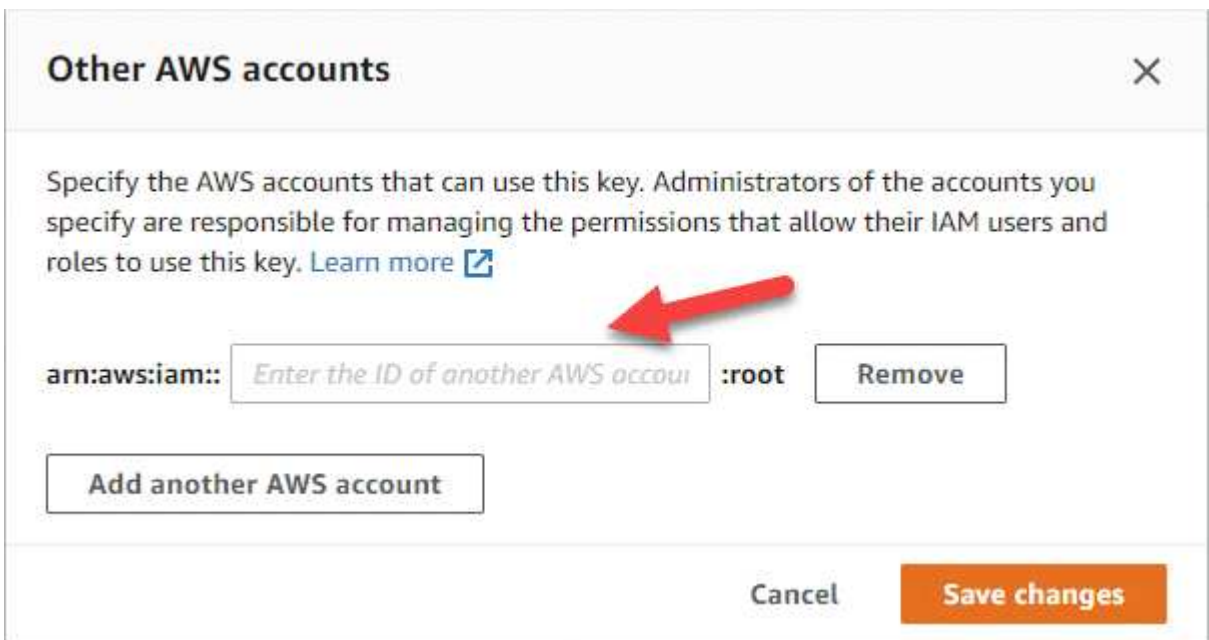 Other AWS accounts
Specify the AWS accounts that can use this key. Administrators of the accounts you
specify are responsible for managing the permissions that allow their IAM users and
roles to use this key. Learn more
arn:aws:iam:: Enter the ID of another AWS accou :root Remove
Add another AWS account
Cancel Save changes